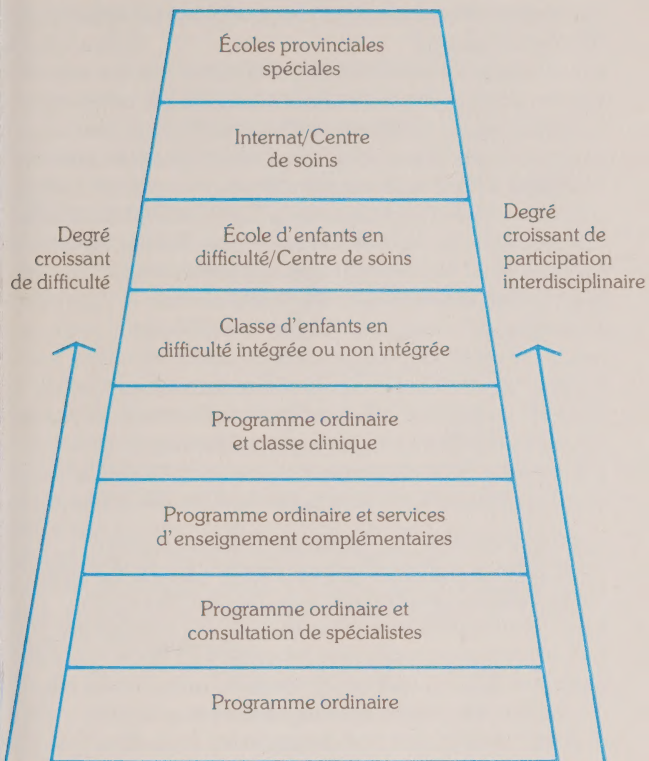 Écoles provinciales
spéciales
Internat/Centre
de soins
Degré
croissant
de difficulté
École d'enfants en
difficulté/Centre de soins
Degré
croissant de
participation
interdisciplinaire
Classe d'enfants en
difficulté intégrée ou non intégrée
Programme ordinaire
et classe clinique
Programme ordinaire et services
d'enseignement complémentaires
Programme ordinaire et
consultation de spécialistes
Programme ordinaire